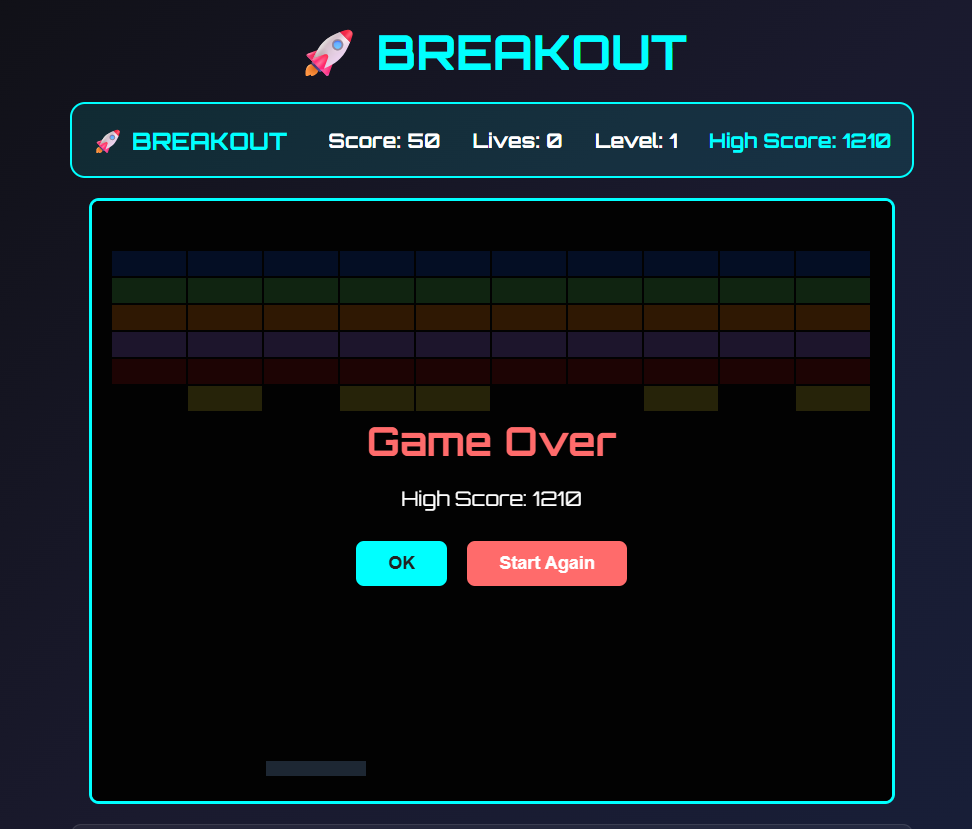 🚀 BREAKOUT
🚀 BREAKOUT Score: 50 Lives: 0 Level: 1 High Score: 1210
Game Over
High Score: 1210
OK Start Again